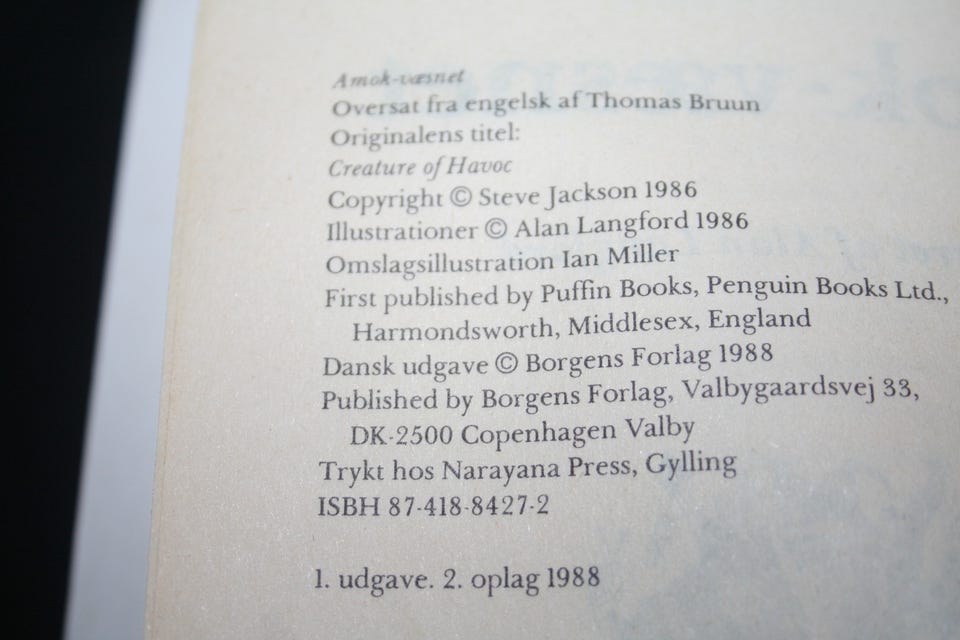 Amok-væsnet
Oversat fra engelsk af Thomas Bruun
Originalens titel:
Creature of Havoc
Copyright © Steve Jackson 1986
Illustrationer © Alan Langford 1986
Omslagsillustration Ian Miller
First published by Puffin Books, Penguin Books Ltd.,
Harmondsworth, Middlesex, England
Dansk udgave © Borgens Forlag 1988
Published by Borgens Forlag, Valbygaardsvej 33,
DK-2500 Copenhagen Valby
Trykt hos Narayana Press, Gylling
ISBH 87-418-8427-2
1. udgave. 2. oplag 1988